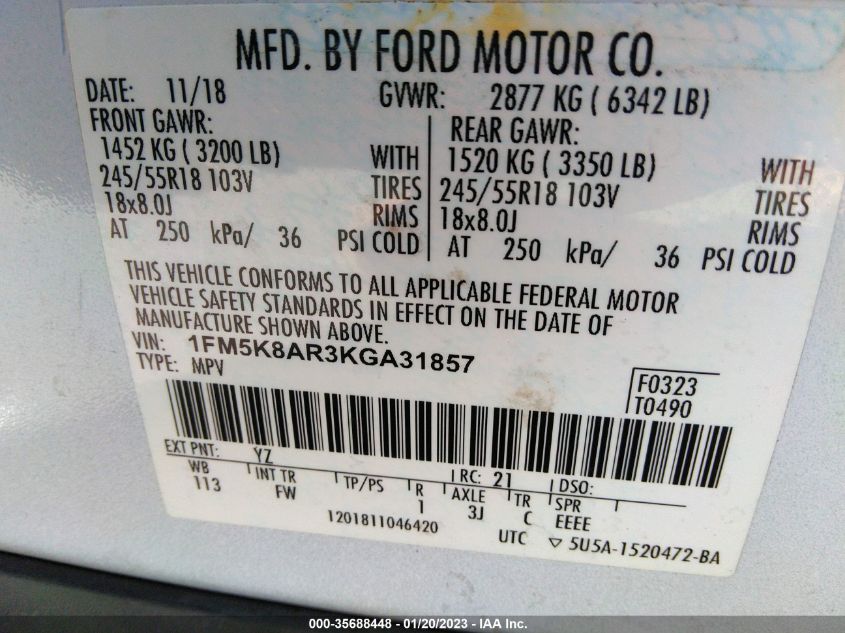 MFD. BY FORD MOTOR CO.
DATE: 11/18 GVWR: 2877 KG ( 6342 LB)
FRONT GAWR: REAR GAWR:
1452 KG ( 3200 LB) WITH 1520 KG ( 3350 LB) WITH
245/55R18 103V TIRES 245/55R18 103V TIRES
18x8.0J RIMS 18x8.0J RIMS
AT 250 kPa/ 36 PSI COLD AT 250 kPa/ 36 PSI COLD
THIS VEHICLE CONFORMS TO ALL APPLICABLE FEDERAL MOTOR
VEHICLE SAFETY STANDARDS IN EFFECT ON THE DATE OF
MANUFACTURE SHOWN ABOVE.
VIN: 1FM5K8AR3KGA31857
TYPE: MPV
F0323
T0490
EXT PNT: YZ RC: 21 DSO:
WB INT TR TP/PS R AXLE TR SPR
113 FW 1 3J C EEEE
1201811046420 UTC ▽ 5U5A-1520472-BA
000-35688448 - 01/20/2023 - IAA Inc.